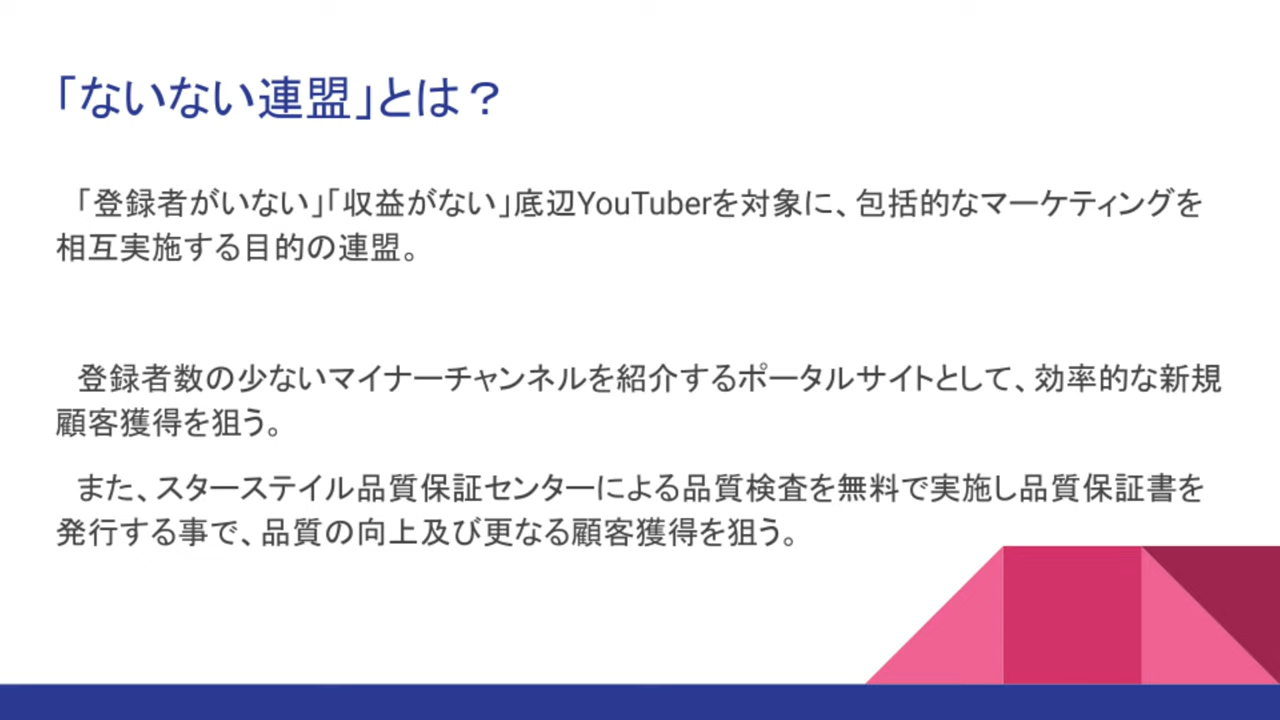 「ないない連盟」とは？
「登録者がいない」「収益がない」底辺YouTuberを対象に、包括的なマーケティングを
相互実施する目的の連盟。
登録者数の少ないマイナーチャンネルを紹介するポータルサイトとして、効率的な新規
顧客獲得を狙う。
また、スターステイル品質保証センターによる品質検査を無料で実施し品質保証書を
発行する事で、品質の向上及び更なる顧客獲得を狙う。